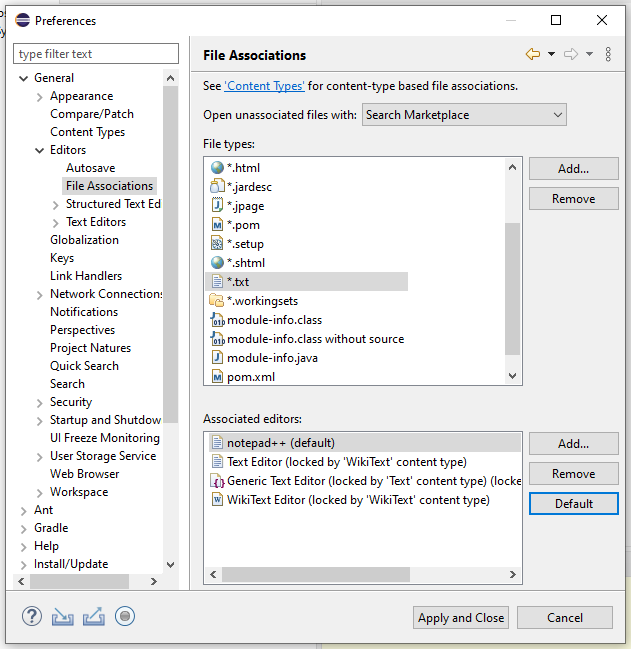 Preferences
type filter text
General
Appearance
Compare/Patch
Content Types
Editors
Autosave
File Associations
Structured Text Ed
Text Editors
Globalization
Keys
Link Handlers
Network Connections
Notifications
Perspectives
Project Natures
Quick Search
Search
Security
Startup and Shutdow
UI Freeze Monitoring
User Storage Service
Web Browser
Workspace
Ant
Gradle
Help
Install/Update
File Associations
See 'Content Types' for content-type based file associations.
Open unassociated files with: Search Marketplace
File types:
*.html
*.jardesc
*.jpage
*.pom
*.setup
*.shtml
*.txt
*.workingsets
module-info.class
module-info.class without source
module-info.java
pom.xml
Add...
Remove
Associated editors:
notepad++ (default)
Text Editor (locked by 'WikiText' content type)
Generic Text Editor (locked by 'Text' content type) (locke
WikiText Editor (locked by 'WikiText' content type)
Add...
Remove
Default
Apply and Close
Cancel